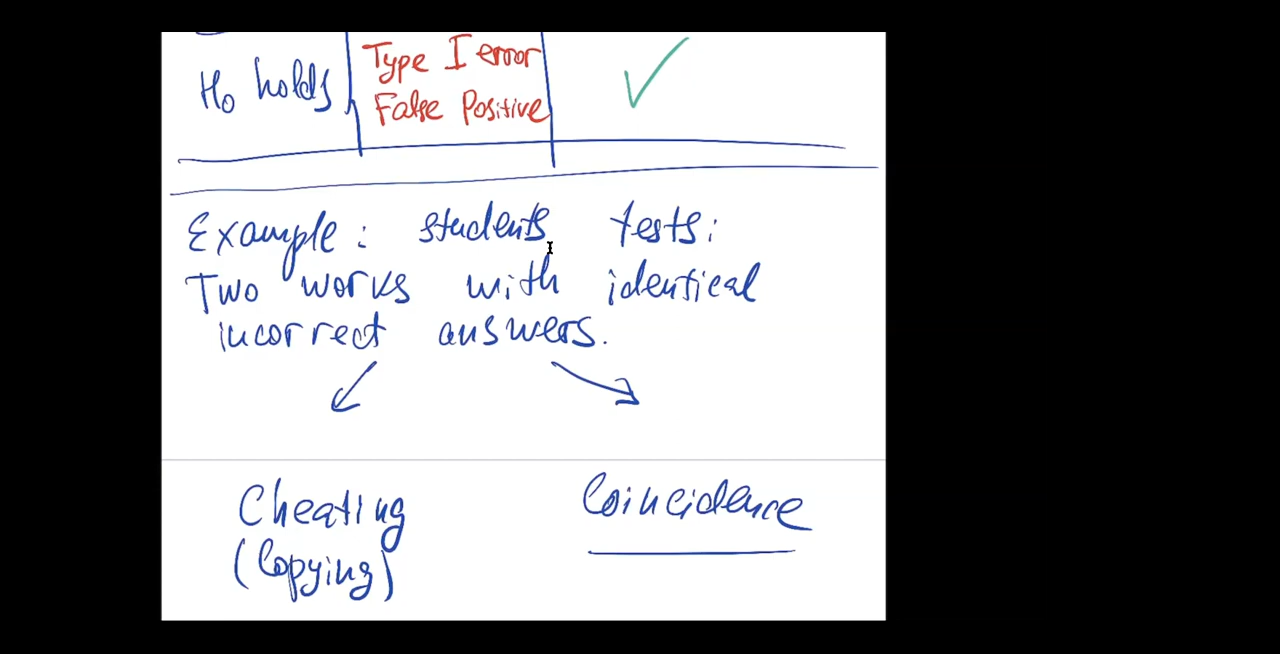 H₀ holds
Type I error
False Positive
Example: students tests:
Two works with identical
incorrect answers.
Cheating
(Copying)
Coincidence